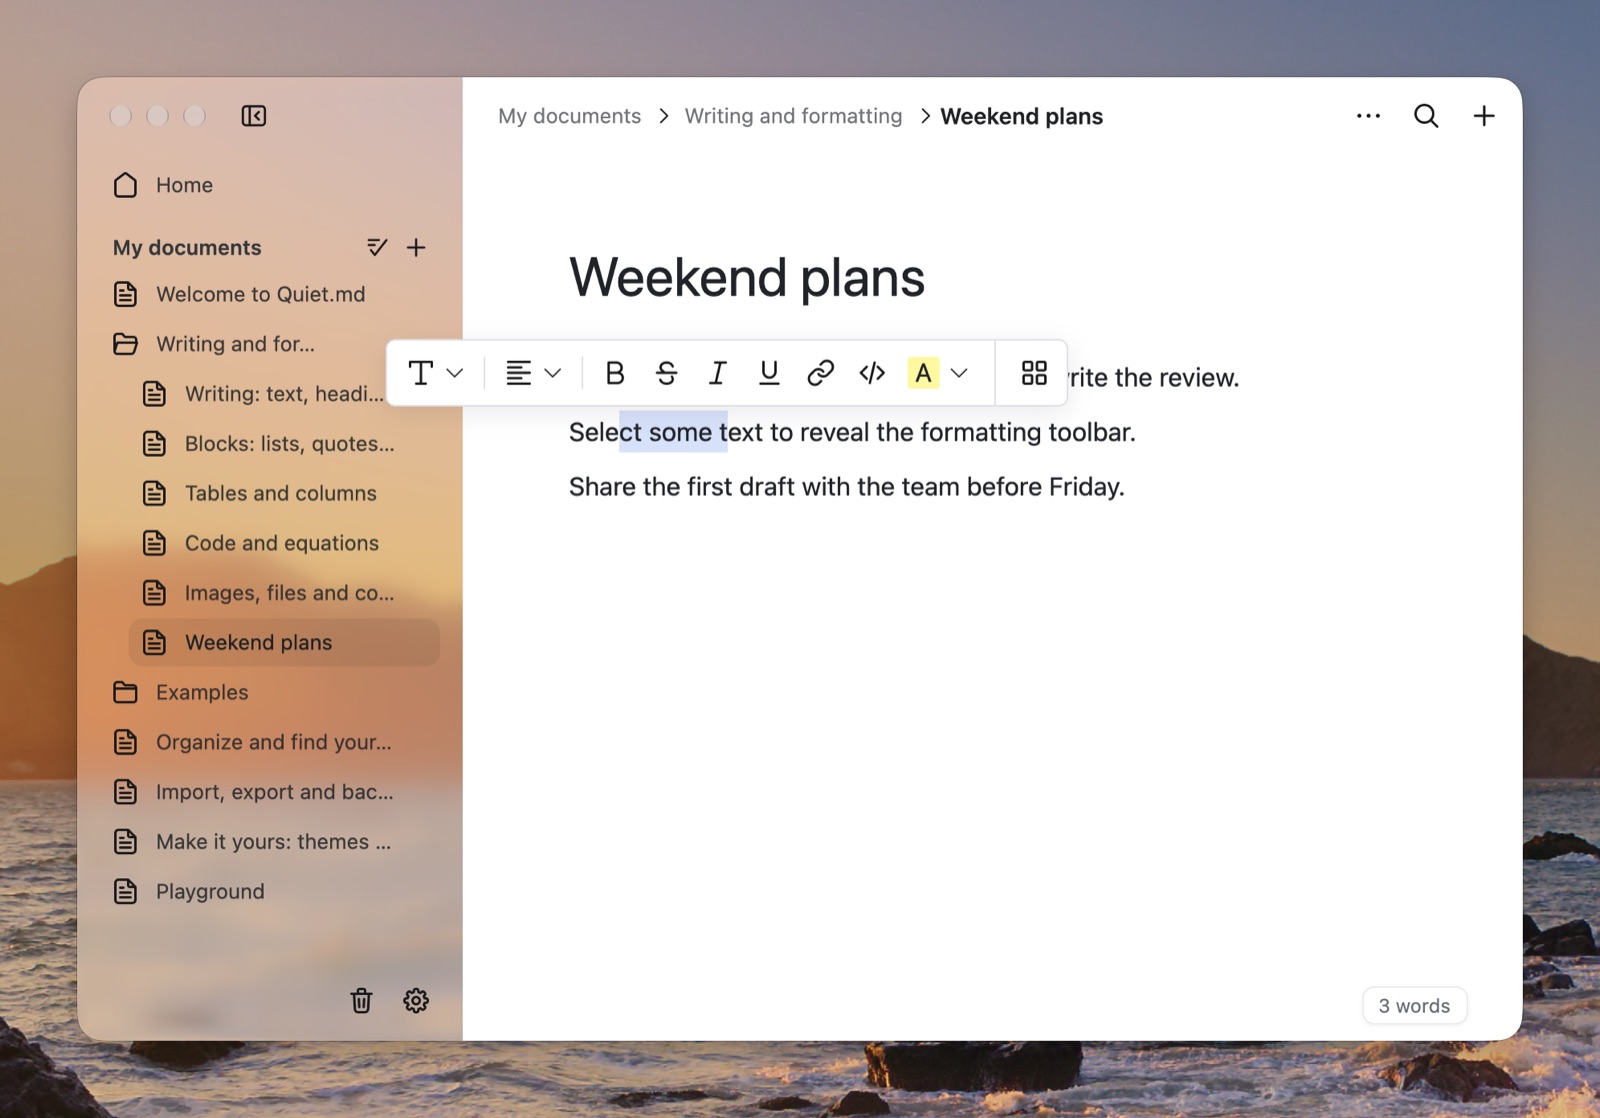 My documents > Writing and formatting > Weekend plans
Home
My documents
Welcome to Quiet.md
Writing and for...
Writing: text, headi...
Blocks: lists, quotes...
Tables and columns
Code and equations
Images, files and co...
Weekend plans
Examples
Organize and find your...
Import, export and bac...
Make it yours: themes ...
Playground
Weekend plans
T B S I U </> A
the review.
Select some text to reveal the formatting toolbar.
Share the first draft with the team before Friday.
3 words